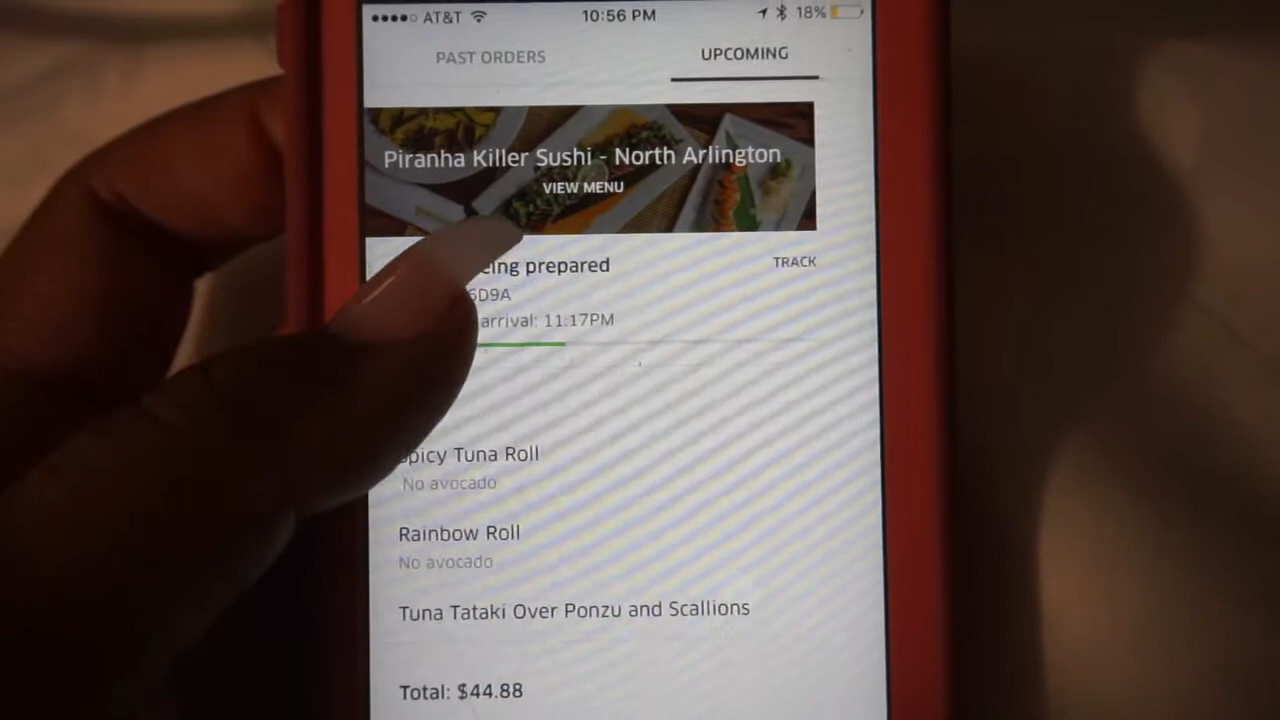 AT&T 10:56 PM 18%
PAST ORDERS UPCOMING
Piranha Killer Sushi - North Arlington
VIEW MENU
prepared TRACK
6D9A
arrival: 11:17PM
Spicy Tuna Roll
No avocado
Rainbow Roll
No avocado
Tuna Tataki Over Ponzu and Scallions
Total: $44.88